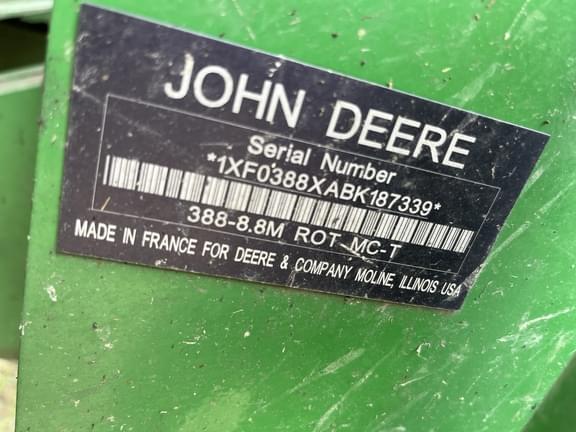 JOHN DEERE
Serial Number
*1XF0388XABK187339*
388-8.8M ROT MC-T
MADE IN FRANCE FOR DEERE & COMPANY MOLINE, ILLINOIS USA